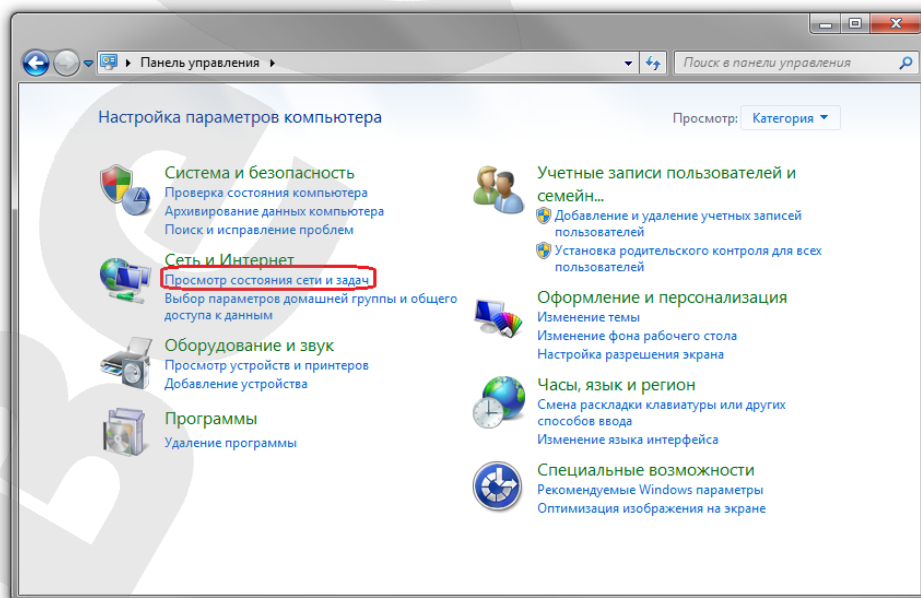 Панель управления
Поиск в панели управления
Настройка параметров компьютера
Просмотр: Категория
Система и безопасность
Проверка состояния компьютера
Архивирование данных компьютера
Поиск и исправление проблем
Сеть и Интернет
Просмотр состояния сети и задач
Выбор параметров домашней группы и общего
доступа к данным
Оборудование и звук
Просмотр устройств и принтеров
Добавление устройства
Программы
Удаление программы
Учетные записи пользователей и
семейн...
Добавление и удаление учетных записей
пользователей
Установка родительского контроля для всех
пользователей
Оформление и персонализация
Изменение темы
Изменение фона рабочего стола
Настройка разрешения экрана
Часы, язык и регион
Смена раскладки клавиатуры или других
способов ввода
Изменение языка интерфейса
Специальные возможности
Рекомендуемые Windows параметры
Оптимизация изображения на экране